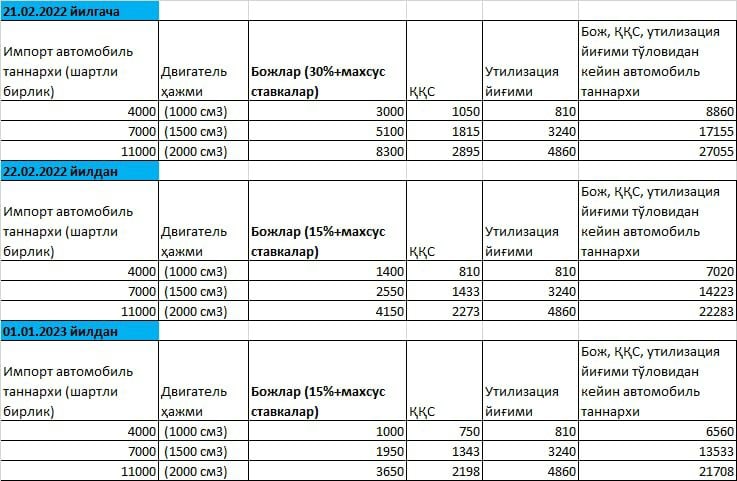 21.02.2022 йилгача
Импорт автомобиль таннархи (шартли бирлик) Двигатель ҳажми Божлар (30%+махсус ставкалар) ҚҚС Утилизация йиғими Бож, ҚҚС, утилизация йиғими тўловидан кейин автомобиль таннархи
4000 (1000 см3) 3000 1050 810 8860
7000 (1500 см3) 5100 1815 3240 17155
11000 (2000 см3) 8300 2895 4860 27055
22.02.2022 йилдан
Импорт автомобиль таннархи (шартли бирлик) Двигатель ҳажми Божлар (15%+махсус ставкалар) ҚҚС Утилизация йиғими Бож, ҚҚС, утилизация йиғими тўловидан кейин автомобиль таннархи
4000 (1000 см3) 1400 810 810 7020
7000 (1500 см3) 2550 1433 3240 14223
11000 (2000 см3) 4150 2273 4860 22283
01.01.2023 йилдан
Импорт автомобиль таннархи (шартли бирлик) Двигатель ҳажми Божлар (15%+махсус ставкалар) ҚҚС Утилизация йиғими Бож, ҚҚС, утилизация йиғими тўловидан кейин автомобиль таннархи
4000 (1000 см3) 1000 750 810 6560
7000 (1500 см3) 1950 1343 3240 13533
11000 (2000 см3) 3650 2198 4860 21708